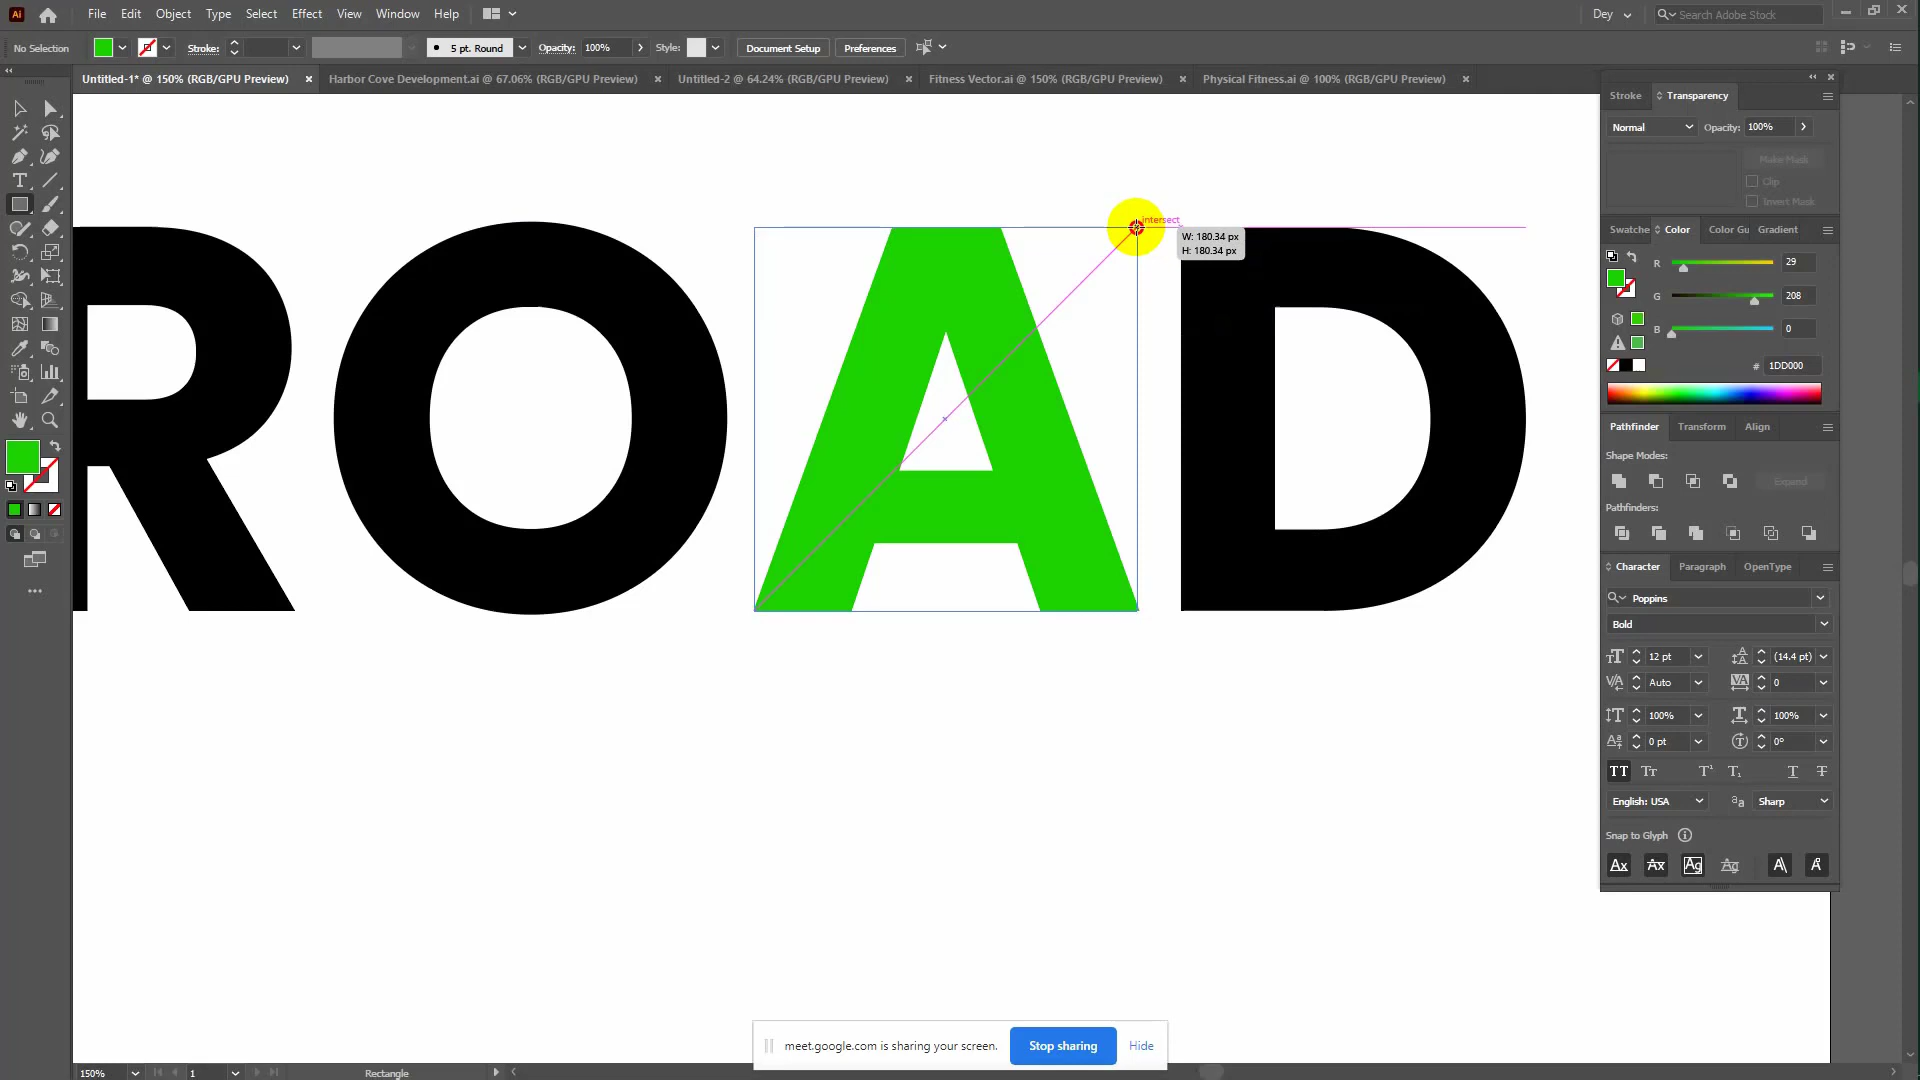 Ai File Edit Object Type Select Effect View Window Help Dey Search Adobe Stock
No Selection Stroke: 5 pt. Round Opacity: 100% Style: Document Setup Preferences
Untitled-1* @ 150% (RGB/GPU Preview) × Harbor Cove Development.ai @ 67.06% (RGB/GPU Preview) × Untitled-2 @ 64.24% (RGB/GPU Preview) × Fitness Vector.ai @ 150% (RGB/GPU Preview) × Physical Fitness.ai @ 100% (RGB/GPU Preview) ×
Stroke Transparency
Normal Opacity: 100%
Make Mask
Clip
Invert Mask
intersect
W: 180.34 px
H: 180.34 px
ROAD
Swatche Color Color Gu Gradient
R 29
G 208
B 0
# 1DD000
Pathfinder Transform Align
Shape Modes:
Expand
Pathfinders:
Character Paragraph OpenType
Poppins
Bold
12 pt (14.4 pt)
Auto 0
100% 100%
0 pt 0°
English: USA Sharp
Snap to Glyph
meet.google.com is sharing your screen. Stop sharing Hide
150% 1 Rectangle